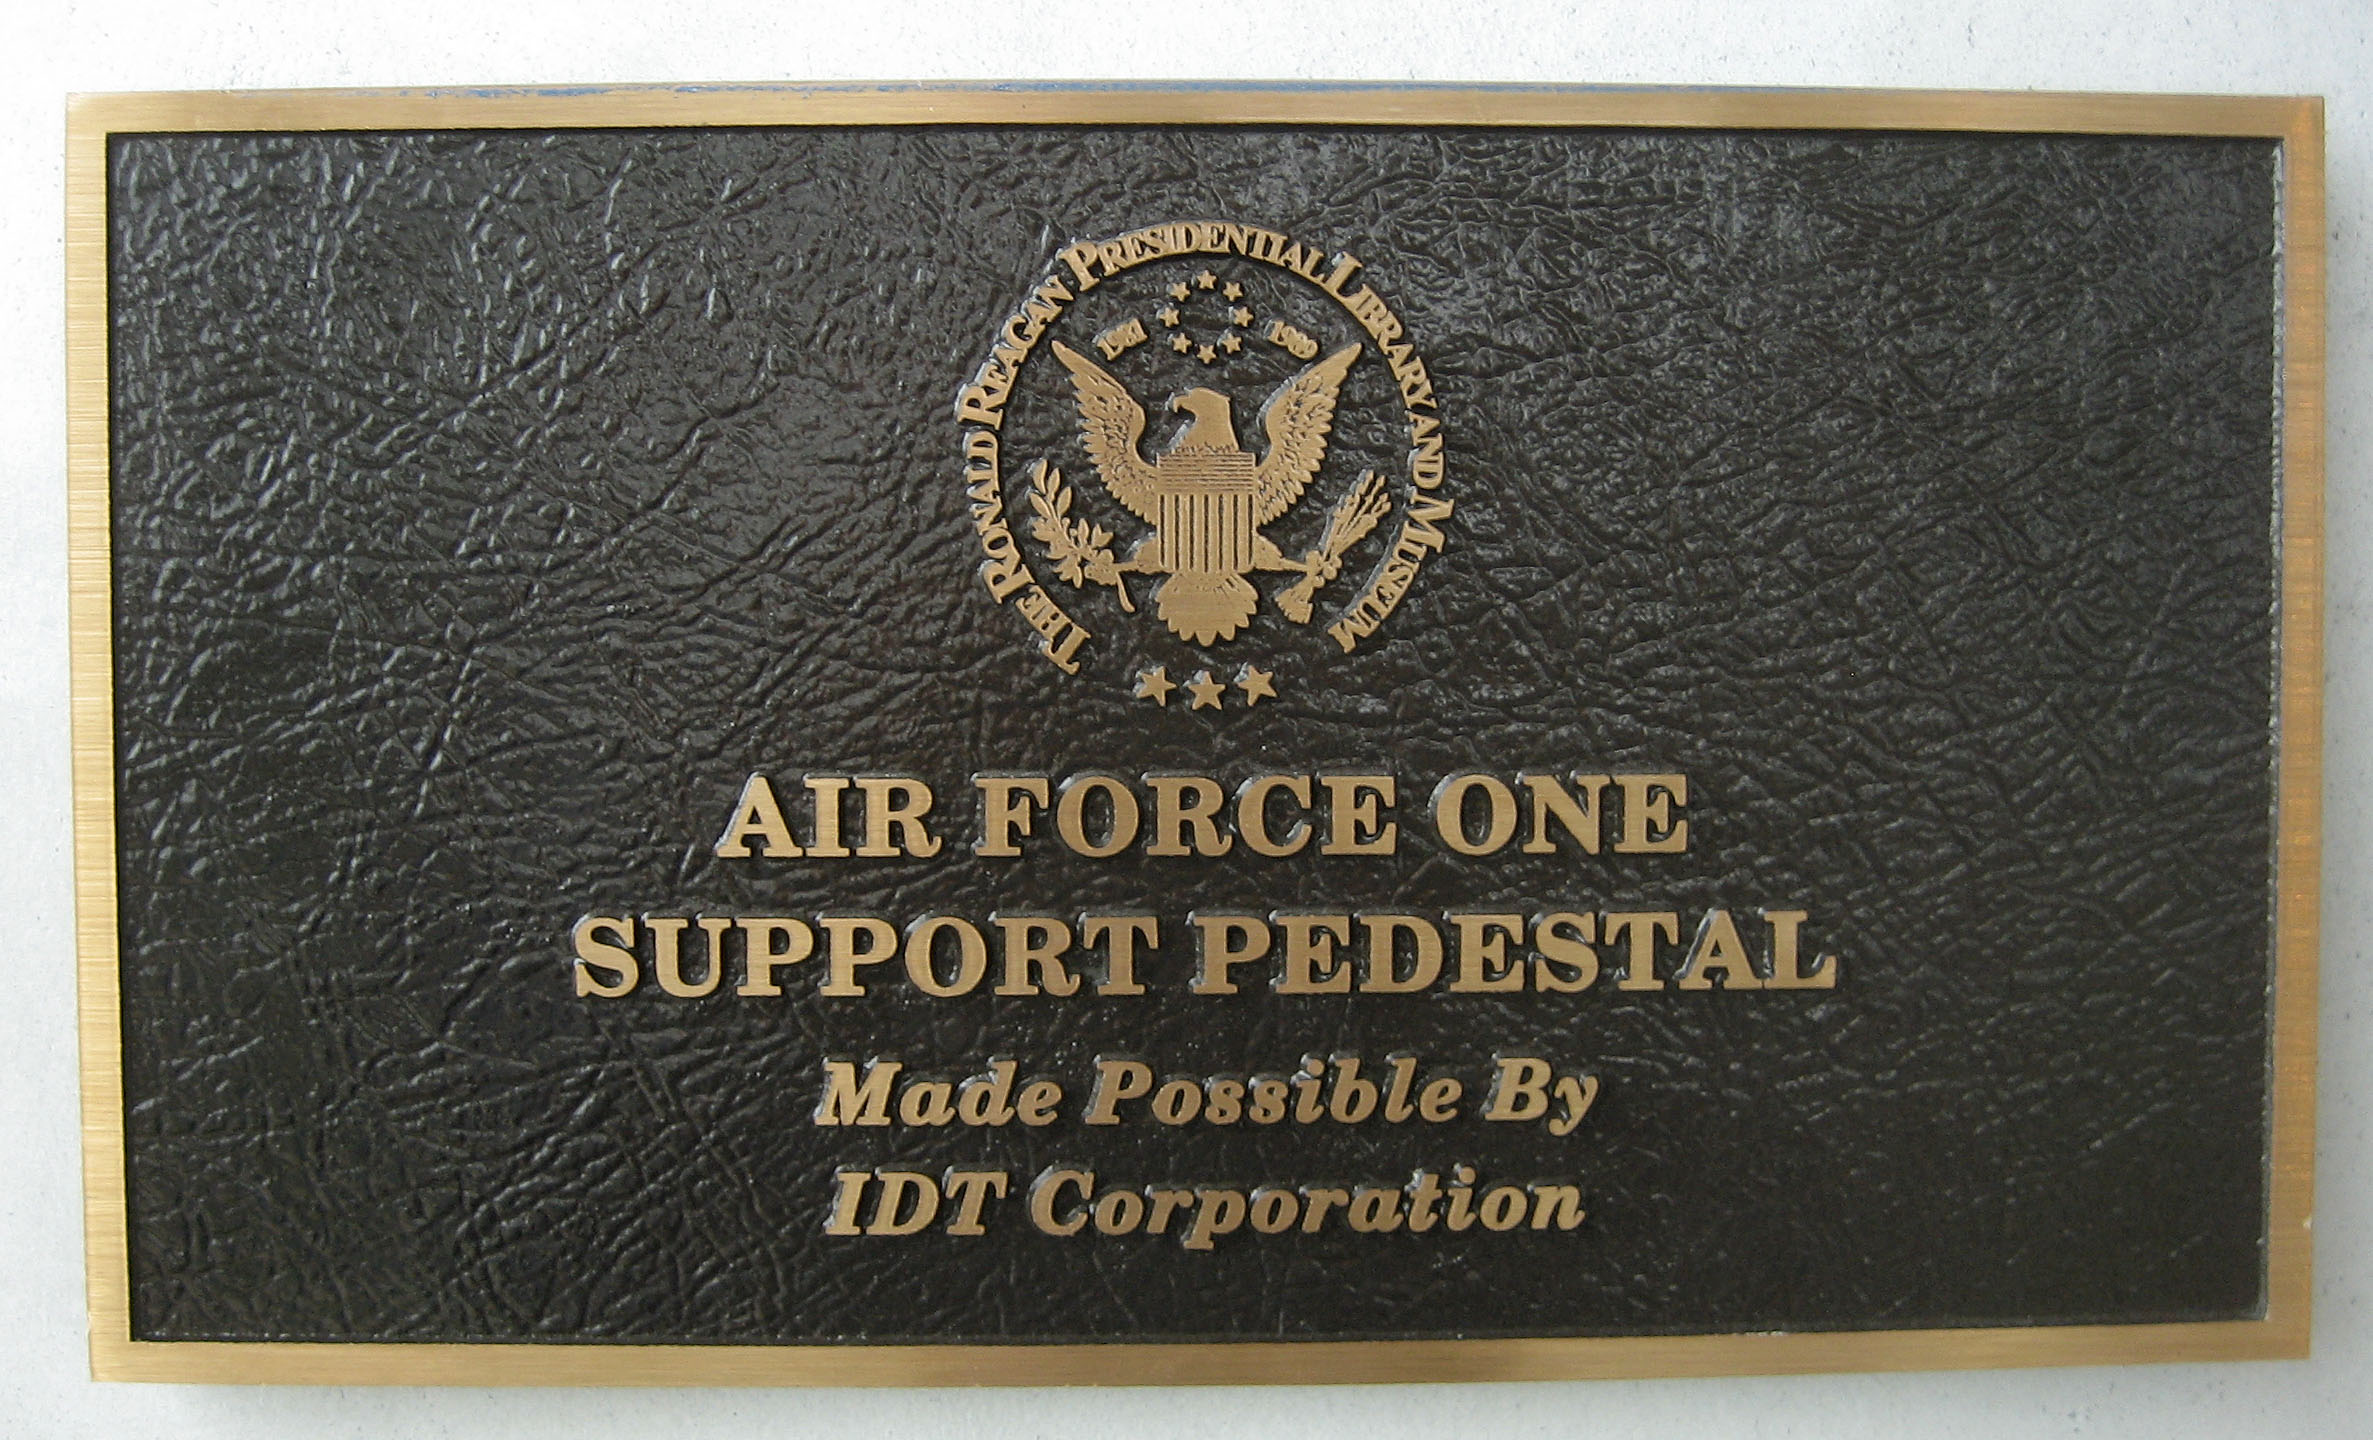 THE RONALD REAGAN PRESIDENTIAL LIBRARY AND MUSEUM
1981 1989
AIR FORCE ONE
SUPPORT PEDESTAL
Made Possible By
IDT Corporation